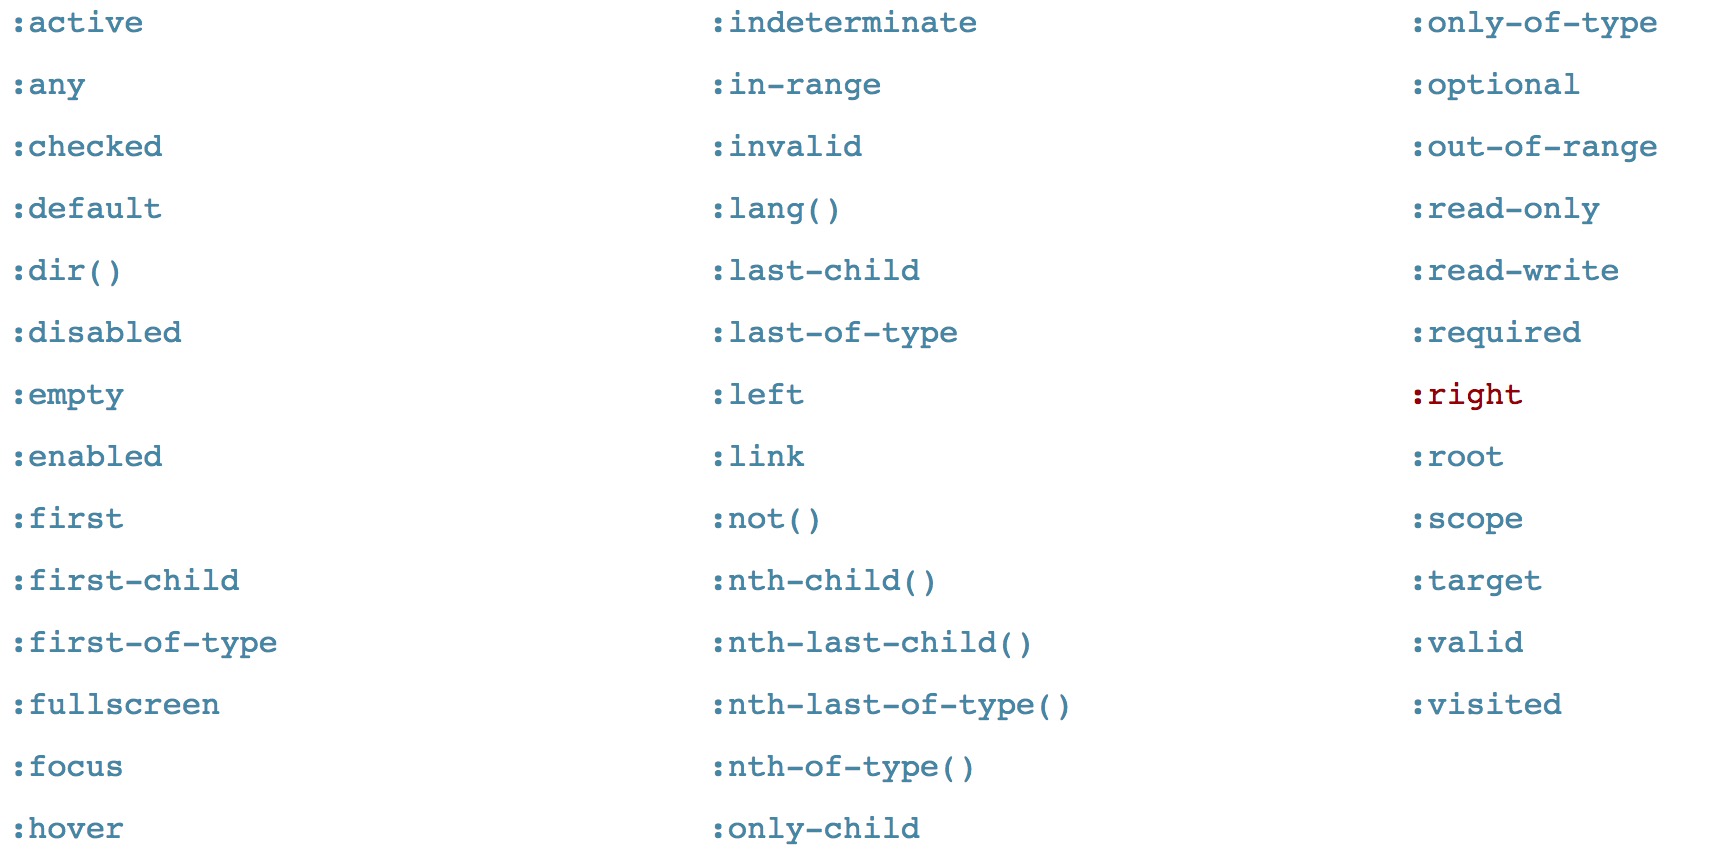 :active
:any
:checked
:default
:dir()
:disabled
:empty
:enabled
:first
:first-child
:first-of-type
:fullscreen
:focus
:hover
:indeterminate
:in-range
:invalid
:lang()
:last-child
:last-of-type
:left
:link
:not()
:nth-child()
:nth-last-child()
:nth-last-of-type()
:nth-of-type()
:only-child
:only-of-type
:optional
:out-of-range
:read-only
:read-write
:required
:right
:root
:scope
:target
:valid
:visited